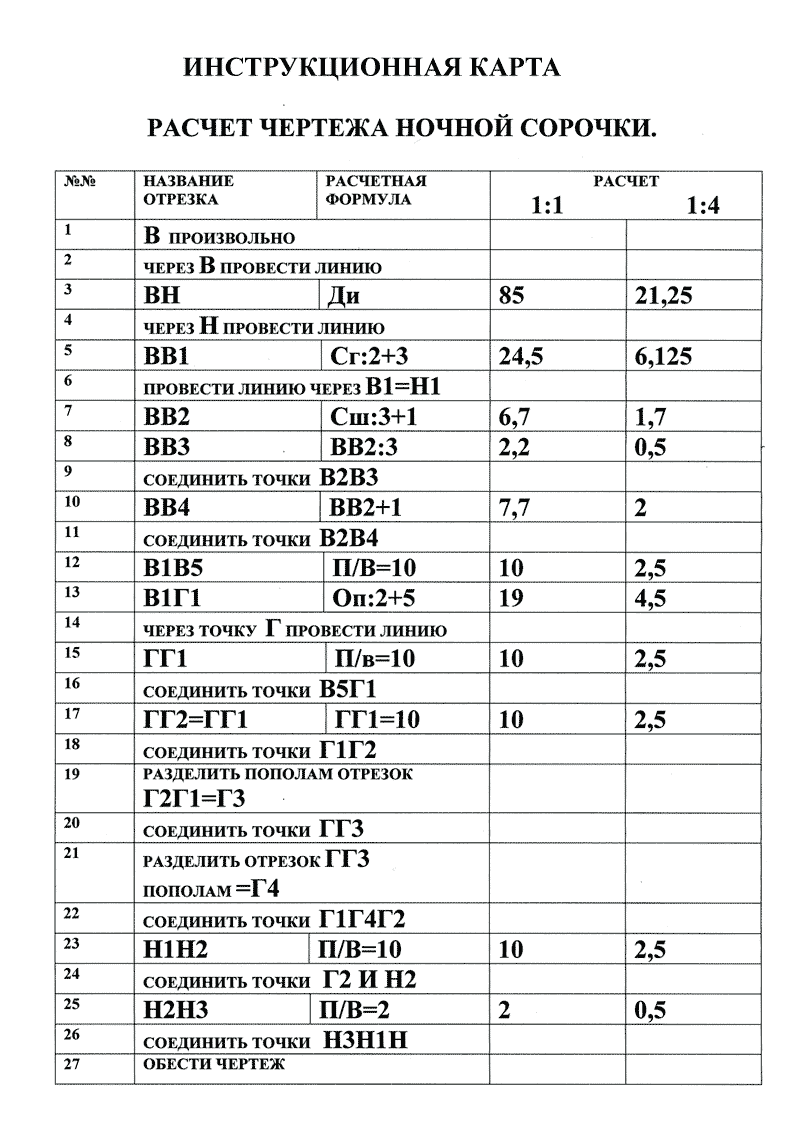 ИНСТРУКЦИОННАЯ КАРТА
РАСЧЕТ ЧЕРТЕЖА НОЧНОЙ СОРОЧКИ.
№№ НАЗВАНИЕ ОТРЕЗКА РАСЧЕТНАЯ ФОРМУЛА РАСЧЕТ 1:1 1:4
1 В ПРОИЗВОЛЬНО
2 ЧЕРЕЗ В ПРОВЕСТИ ЛИНИЮ
3 ВН Ди 85 21,25
4 ЧЕРЕЗ Н ПРОВЕСТИ ЛИНИЮ
5 ВВ1 Сг:2+3 24,5 6,125
6 ПРОВЕСТИ ЛИНИЮ ЧЕРЕЗ В1=Н1
7 ВВ2 Сш:3+1 6,7 1,7
8 ВВ3 ВВ2:3 2,2 0,5
9 СОЕДИНИТЬ ТОЧКИ В2В3
10 ВВ4 ВВ2+1 7,7 2
11 СОЕДИНИТЬ ТОЧКИ В2В4
12 В1В5 П/В=10 10 2,5
13 В1Г1 Оп:2+5 19 4,5
14 ЧЕРЕЗ ТОЧКУ Г ПРОВЕСТИ ЛИНИЮ
15 ГГ1 П/в=10 10 2,5
16 СОЕДИНИТЬ ТОЧКИ В5Г1
17 ГГ2=ГГ1 ГГ1=10 10 2,5
18 СОЕДИНИТЬ ТОЧКИ Г1Г2
19 РАЗДЕЛИТЬ ПОПОЛАМ ОТРЕЗОК
Г2Г1=Г3
20 СОЕДИНИТЬ ТОЧКИ ГГ3
21 РАЗДЕЛИТЬ ОТРЕЗОК ГГ3
ПОПОЛАМ =Г4
22 СОЕДИНИТЬ ТОЧКИ Г1Г4Г2
23 Н1Н2 П/В=10 10 2,5
24 СОЕДИНИТЬ ТОЧКИ Г2 И Н2
25 Н2Н3 П/В=2 2 0,5
26 СОЕДИНИТЬ ТОЧКИ Н3Н1Н
27 ОБЕСТИ ЧЕРТЕЖ